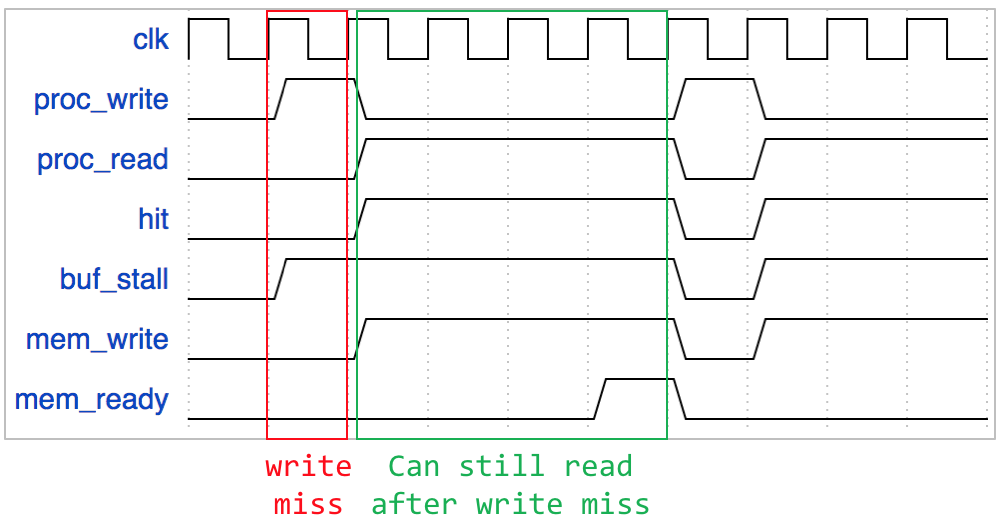 clk
proc_write
proc_read
hit
buf_stall
mem_write
mem_ready
write
miss
Can still read
after write miss